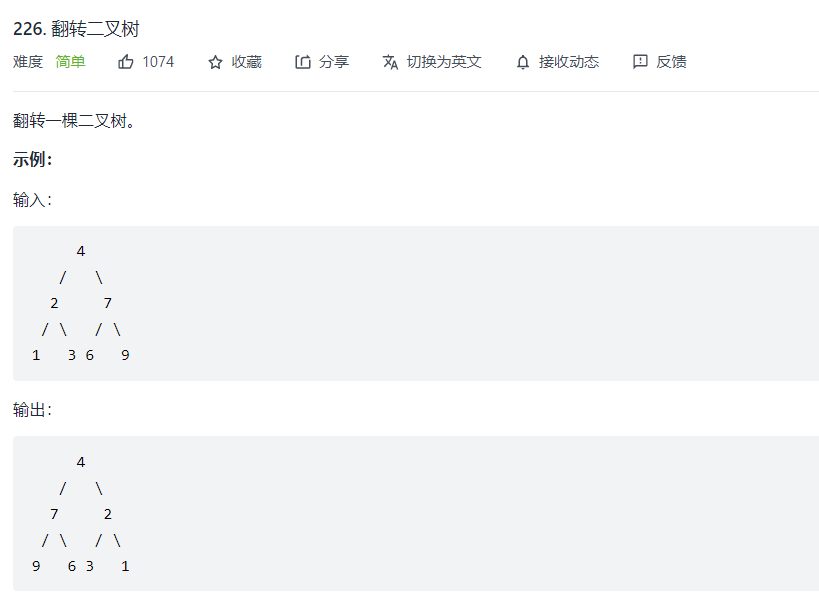 226. 翻转二叉树
难度 简单 1074 收藏 分享 切换为英文 接收动态 反馈
翻转一棵二叉树。
示例：
输入：
     4
   /   \
  2     7
 / \   / \
1   3 6   9
输出：
     4
   /   \
  7     2
 / \   / \
9   6 3   1